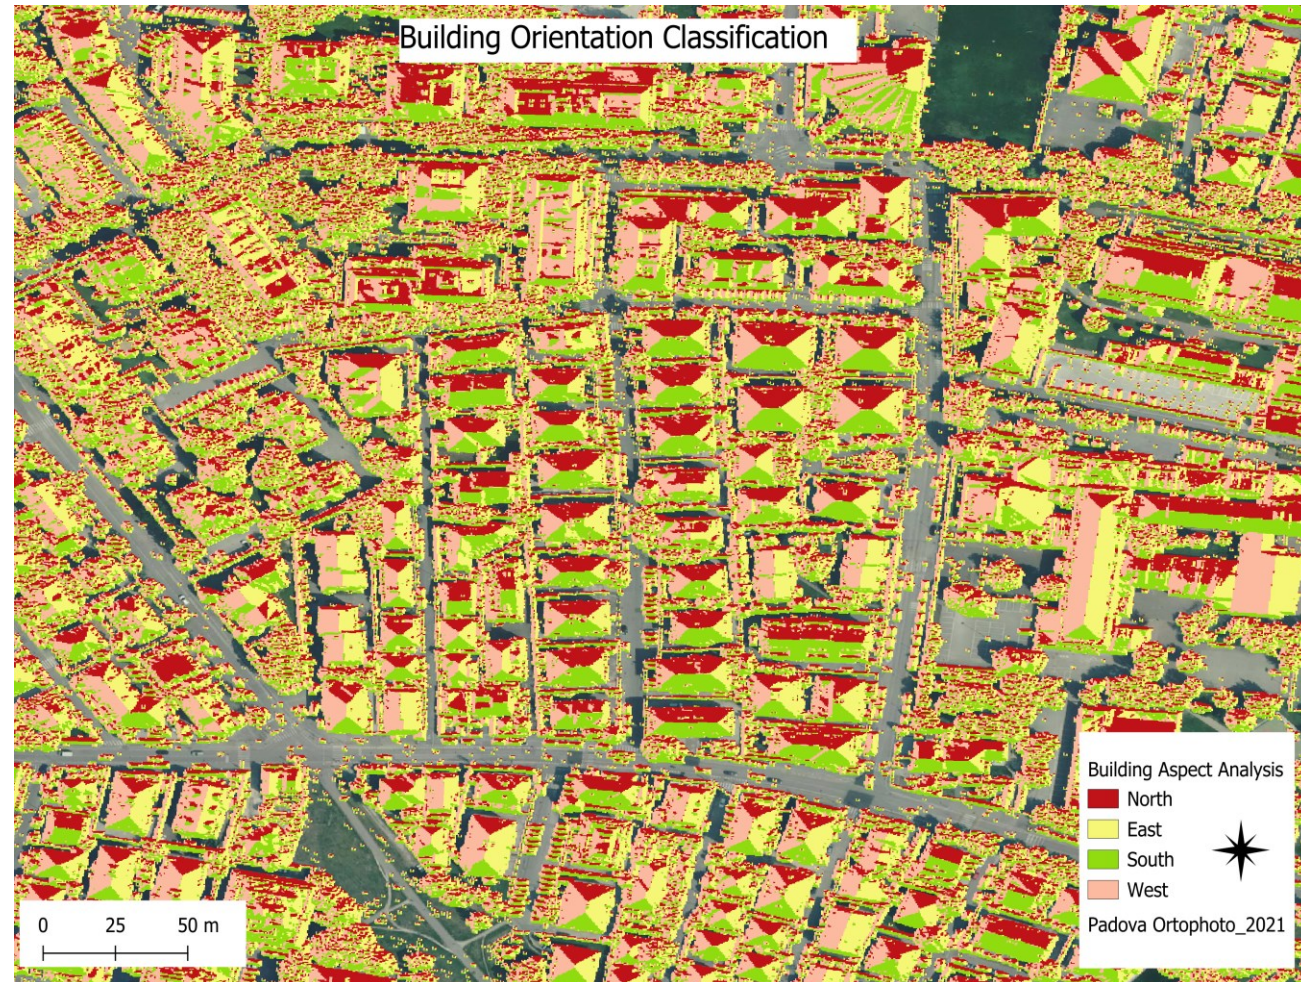 Building Orientation Classification
Building Aspect Analysis
North
East
South
West
Padova Ortophoto_2021
0 25 50 m